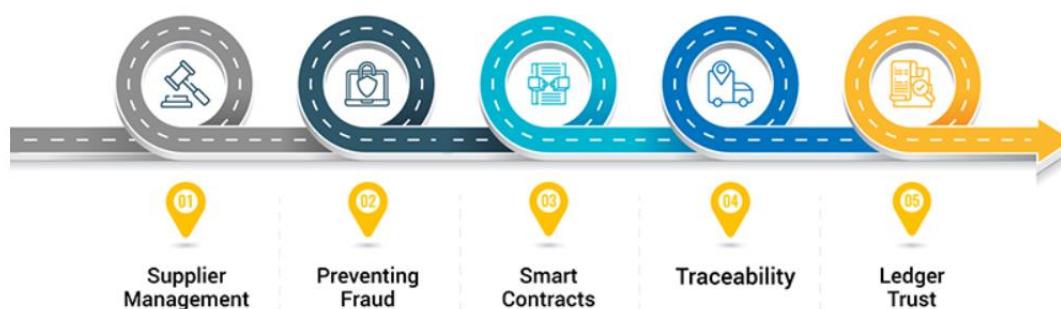 01
02
03
04
05
Supplier
Management
Preventing
Fraud
Smart
Contracts
Traceability
Ledger
Trust